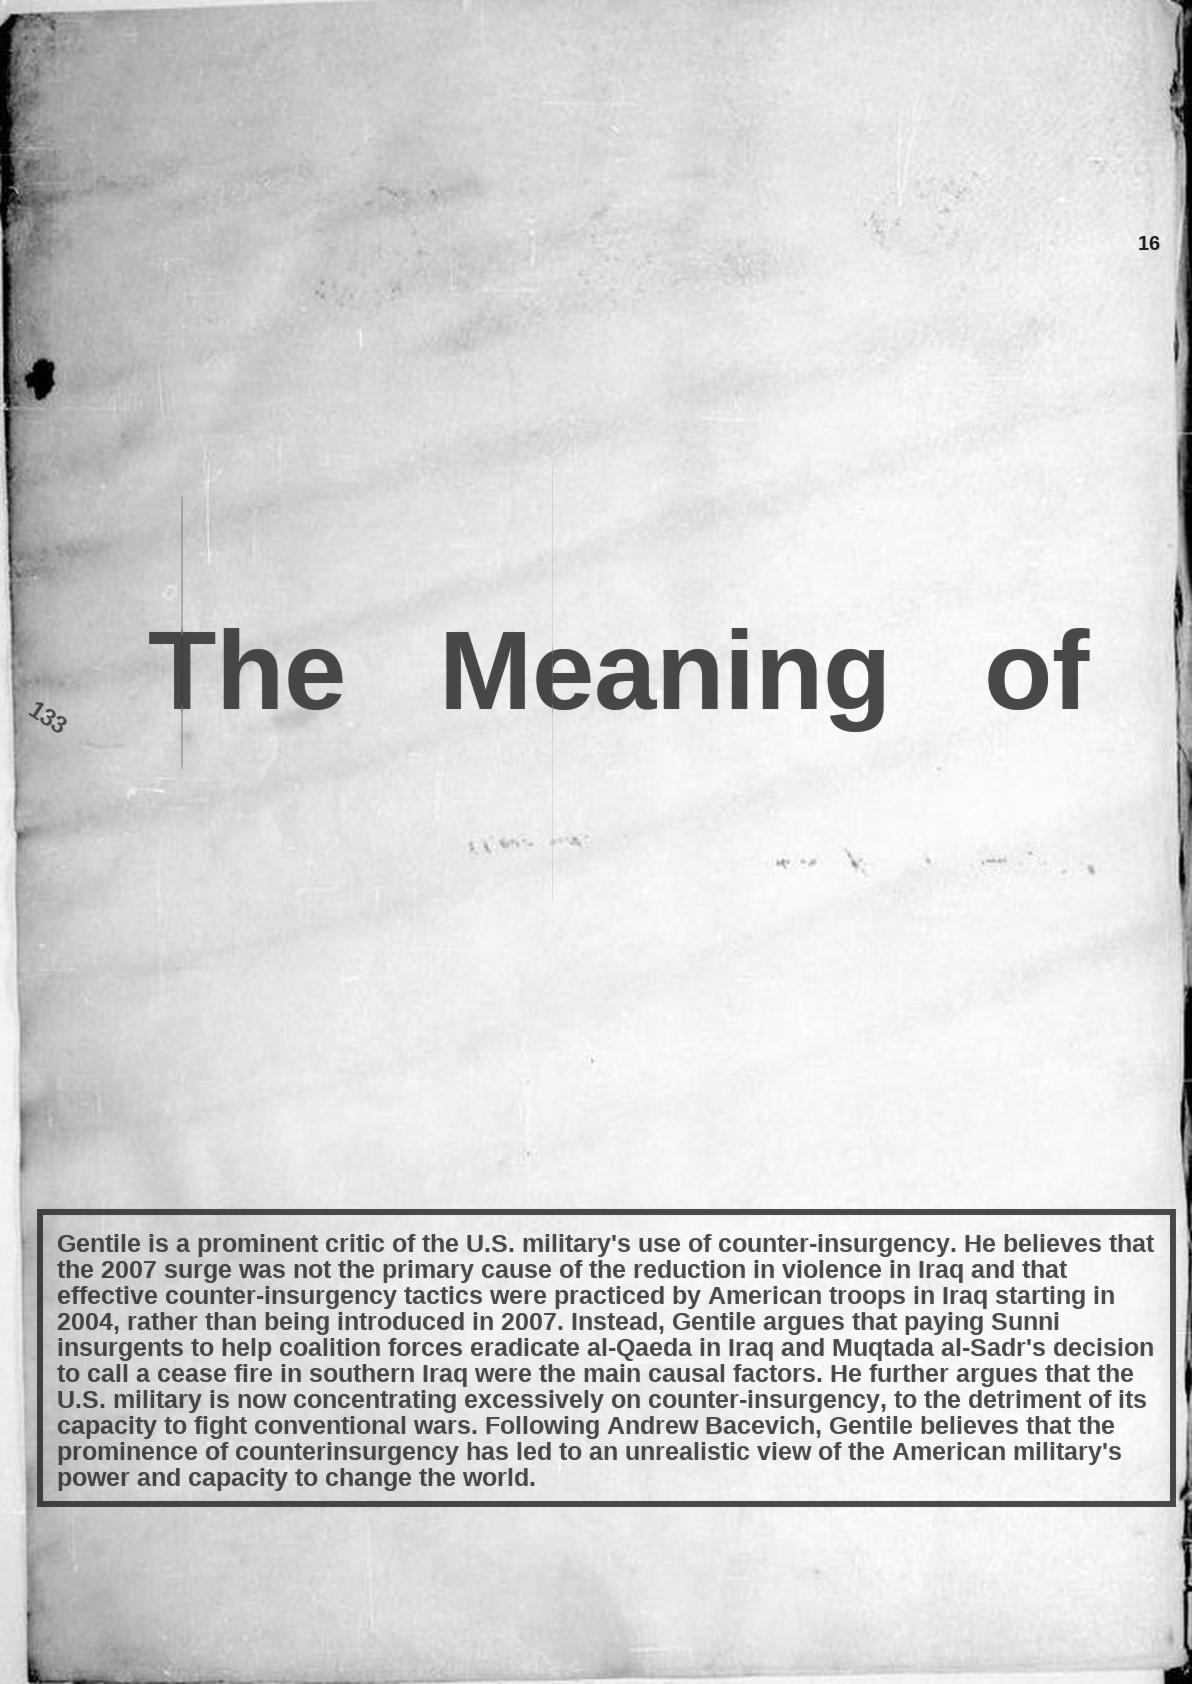 16
The Meaning of
133
Gentile is a prominent critic of the U.S. military's use of counter-insurgency. He believes that
the 2007 surge was not the primary cause of the reduction in violence in Iraq and that
effective counter-insurgency tactics were practiced by American troops in Iraq starting in
2004, rather than being introduced in 2007. Instead, Gentile argues that paying Sunni
insurgents to help coalition forces eradicate al-Qaeda in Iraq and Muqtada al-Sadr's decision
to call a cease fire in southern Iraq were the main causal factors. He further argues that the
U.S. military is now concentrating excessively on counter-insurgency, to the detriment of its
capacity to fight conventional wars. Following Andrew Bacevich, Gentile believes that the
prominence of counterinsurgency has led to an unrealistic view of the American military's
power and capacity to change the world.